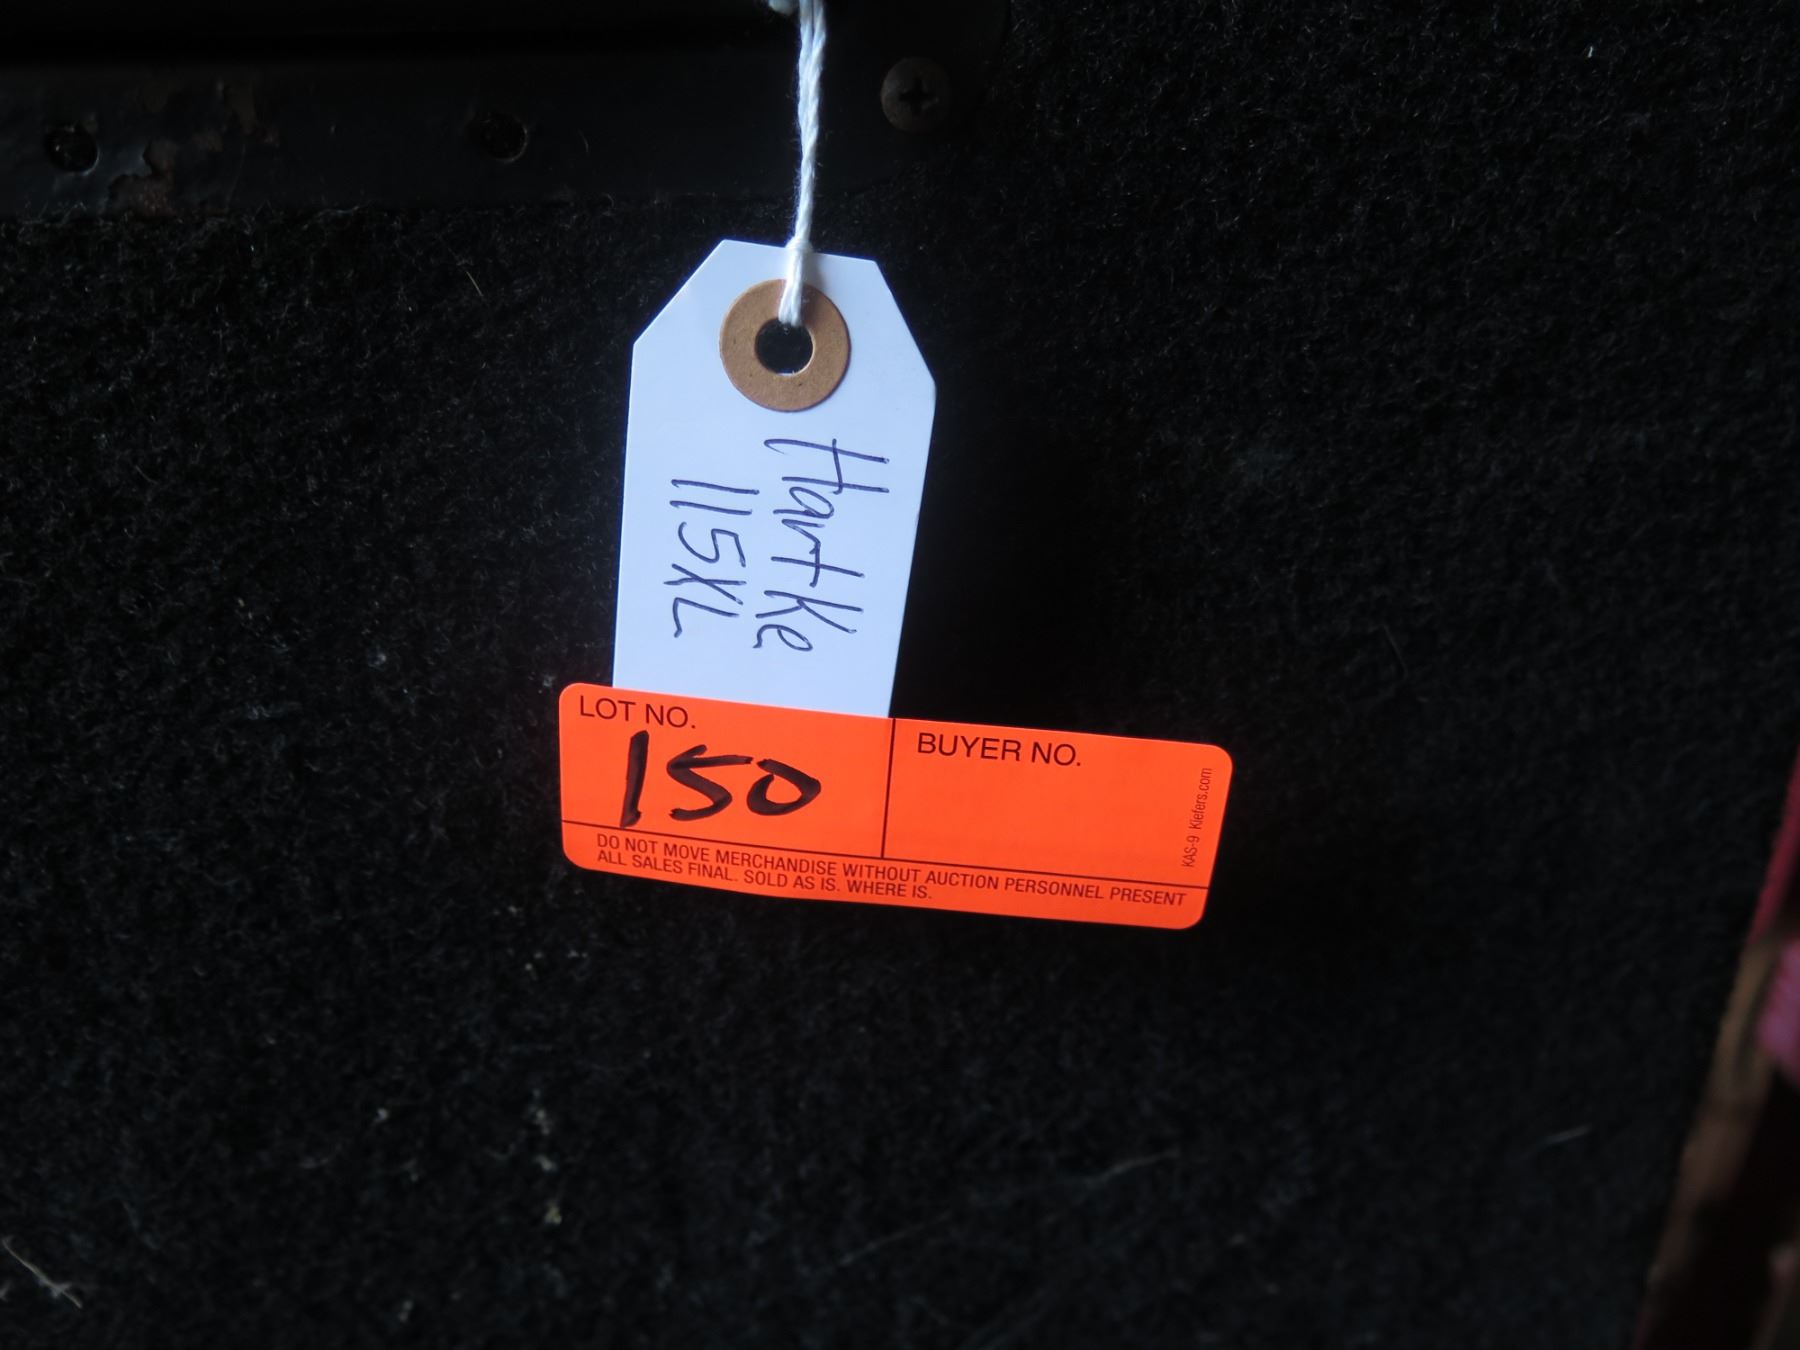 HartKe
115XL
LOT NO.
150
BUYER NO.
KAS-9 Kiefers.com
DO NOT MOVE MERCHANDISE WITHOUT AUCTION PERSONNEL PRESENT
ALL SALES FINAL. SOLD AS IS. WHERE IS.